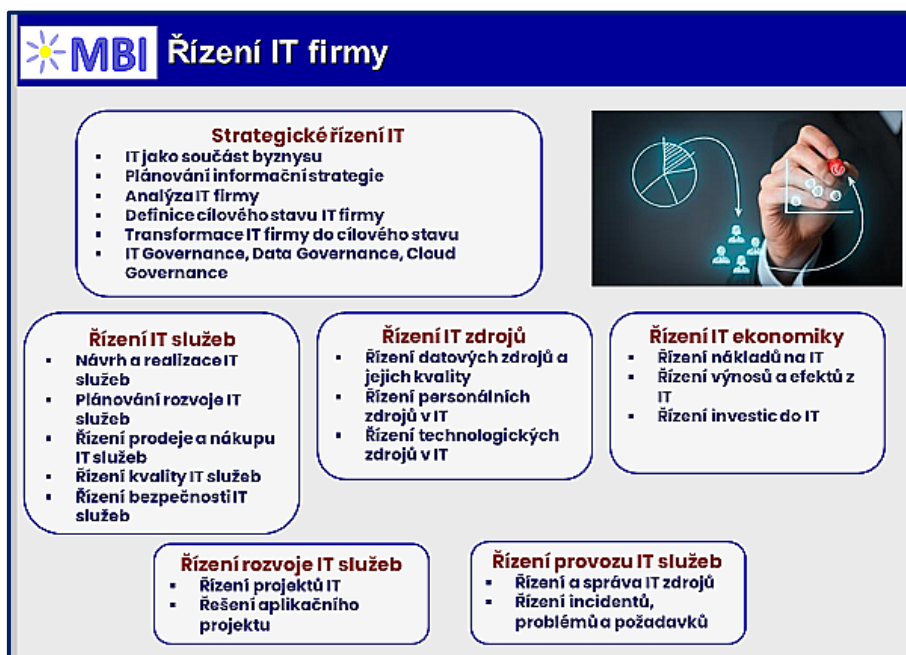 MBI Řízení IT firmy
Strategické řízení IT
▪ IT jako součást byznysu
▪ Plánování informační strategie
▪ Analýza IT firmy
▪ Definice cílového stavu IT firmy
▪ Transformace IT firmy do cílového stavu
▪ IT Governance, Data Governance, Cloud
Governance
Řízení IT služeb
▪ Návrh a realizace IT
služeb
▪ Plánování rozvoje IT
služeb
▪ Řízení prodeje a nákupu
IT služeb
▪ Řízení kvality IT služeb
▪ Řízení bezpečnosti IT
služeb
Řízení IT zdrojů
▪ Řízení datových zdrojů a
jejich kvality
▪ Řízení personálních
zdrojů v IT
▪ Řízení technologických
zdrojů v IT
Řízení IT ekonomiky
▪ Řízení nákladů na IT
▪ Řízení výnosů a efektů z
IT
▪ Řízení investic do IT
Řízení rozvoje IT služeb
▪ Řízení projektů IT
▪ Řešení aplikačního
projektu
Řízení provozu IT služeb
▪ Řízení a správa IT zdrojů
▪ Řízení incidentů,
problémů a požadavků